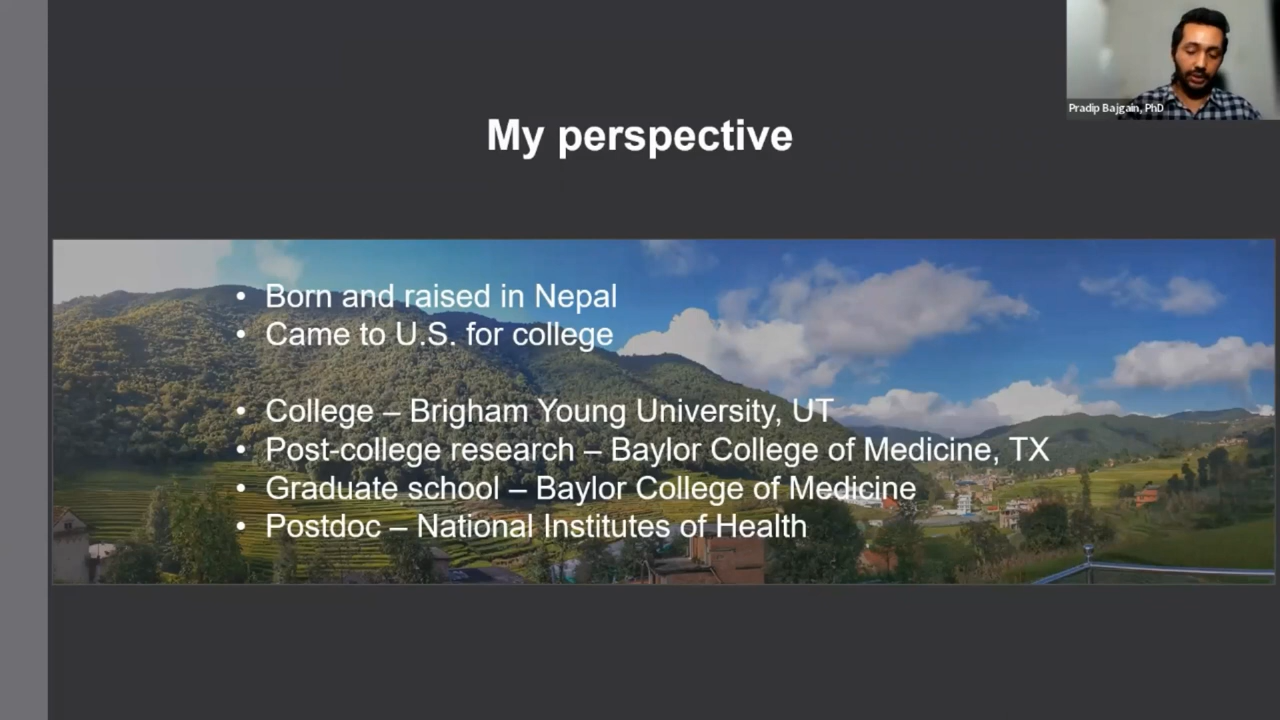 Pradip Bajgain, PhD
My perspective
• Born and raised in Nepal
• Came to U.S. for college
• College – Brigham Young University, UT
• Post-college research – Baylor College of Medicine, TX
• Graduate school – Baylor College of Medicine
• Postdoc – National Institutes of Health